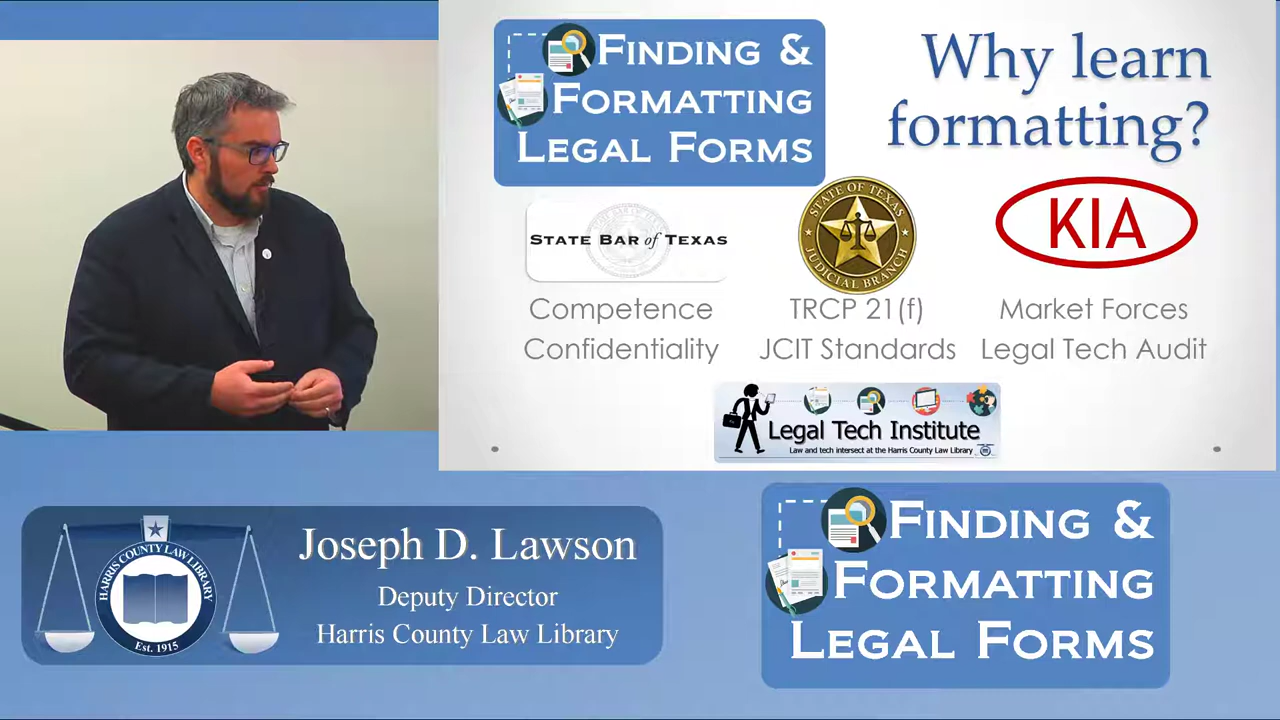 FINDING &
FORMATTING
LEGAL FORMS
Why learn
formatting?
STATE BAR of TEXAS
STATE OF TEXAS
JUDICIAL BRANCH
KIA
Competence
Confidentiality
TRCP 21(f)
JCIT Standards
Market Forces
Legal Tech Audit
Legal Tech Institute
Law and tech intersect at the Harris County Law Library
HARRIS COUNTY LAW LIBRARY
Est. 1915
Joseph D. Lawson
Deputy Director
Harris County Law Library
FINDING &
FORMATTING
LEGAL FORMS